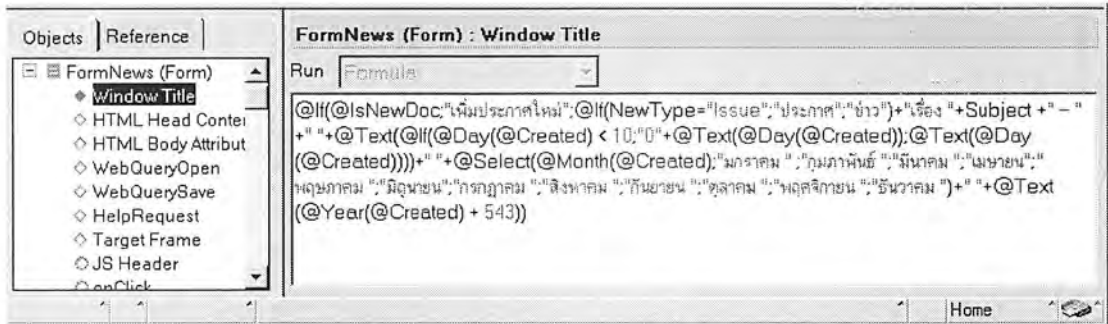 Objects Reference
FormNews (Form)
Window Title
HTML Head Conter
HTML Body Attribut
WebQueryOpen
WebQuerySave
HelpRequest
Target Frame
JS Header
onClick
FormNews (Form) : Window Title
Run Formula
@If(@IsNewDoc;"เพิ่มประกาศใหม่";@If(NewType="Issue";"ประกาศ";"ข่าว")+"เรื่อง "+Subject +" – "
+" "+@Text(@If(@Day(@Created) < 10;"0"+@Text(@Day(@Created));@Text(@Day
(@Created))))+" "+@Select(@Month(@Created);"มกราคม " ;"กุมภาพันธ์ ";"มีนาคม ";"เมษายน";"
พฤษภาคม ";"มิถุนายน";"กรกฎาคม ";"สิงหาคม ";"กันยายน ";"ตุลาคม ";"พฤศจิกายน ";"ธันวาคม ")+" "+@Text
(@Year(@Created) + 543))
Home